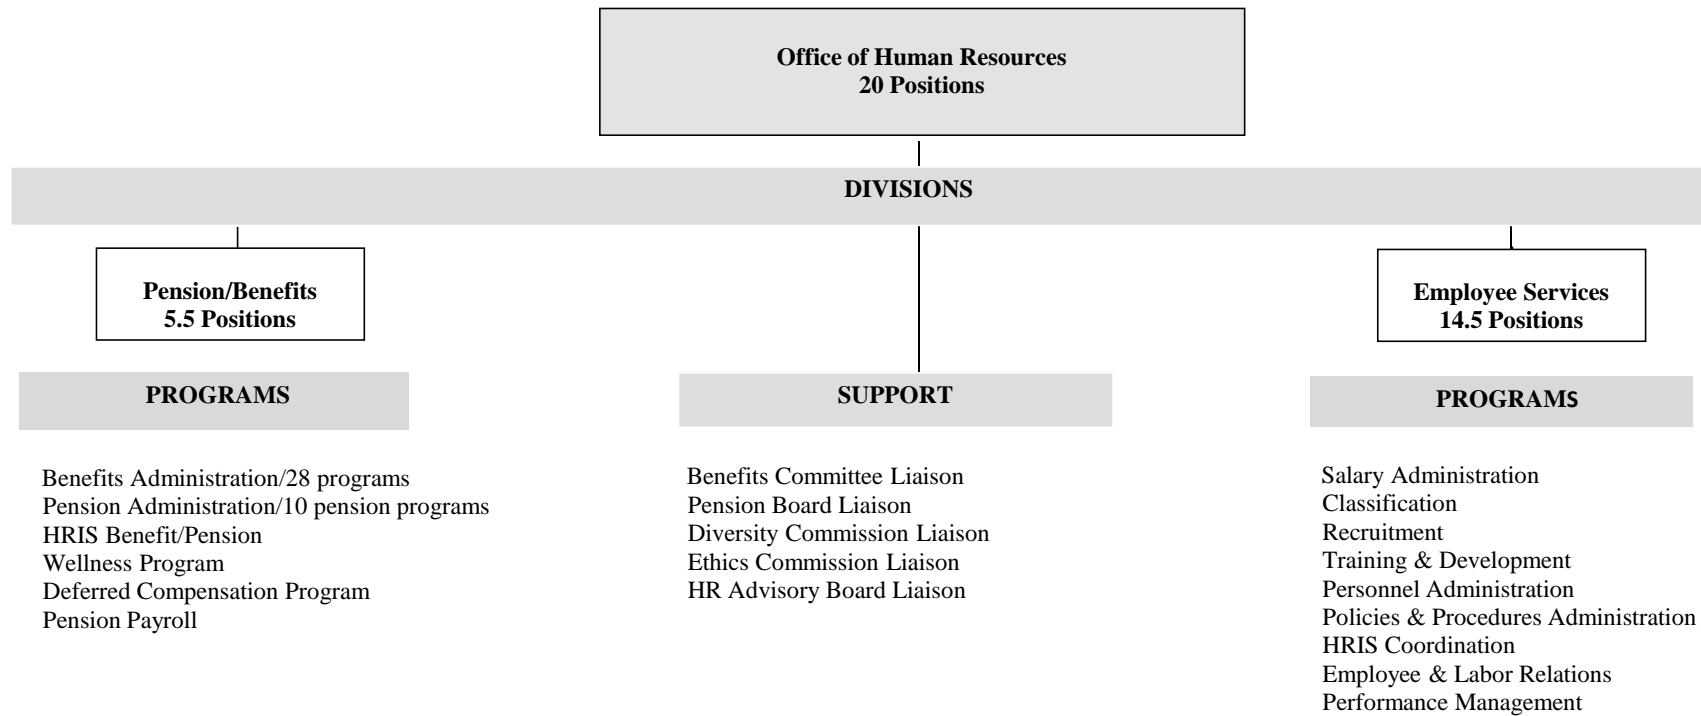 Office of Human Resources
20 Positions
DIVISIONS
Pension/Benefits
5.5 Positions
Employee Services
14.5 Positions
PROGRAMS
Benefits Administration/28 programs
Pension Administration/10 pension programs
HRIS Benefit/Pension
Wellness Program
Deferred Compensation Program
Pension Payroll
SUPPORT
Benefits Committee Liaison
Pension Board Liaison
Diversity Commission Liaison
Ethics Commission Liaison
HR Advisory Board Liaison
PROGRAMS
Salary Administration
Classification
Recruitment
Training & Development
Personnel Administration
Policies & Procedures Administration
HRIS Coordination
Employee & Labor Relations
Performance Management